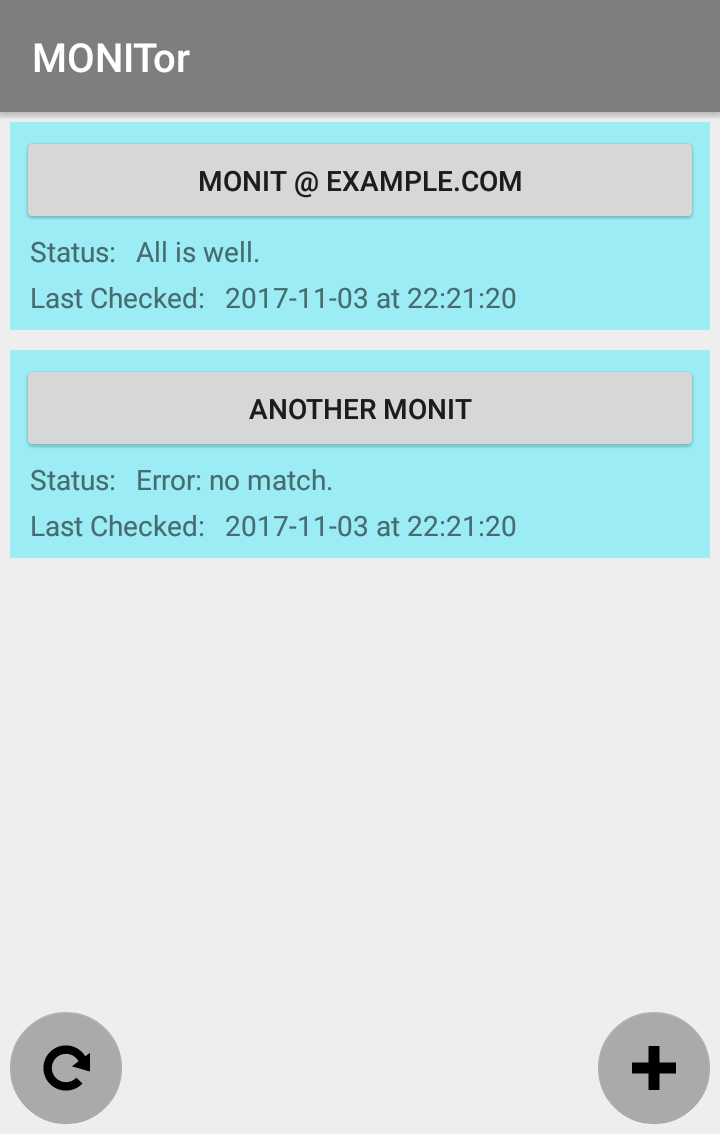 MONITor
MONIT @ EXAMPLE.COM
Status: All is well.
Last Checked: 2017-11-03 at 22:21:20
ANOTHER MONIT
Status: Error: no match.
Last Checked: 2017-11-03 at 22:21:20